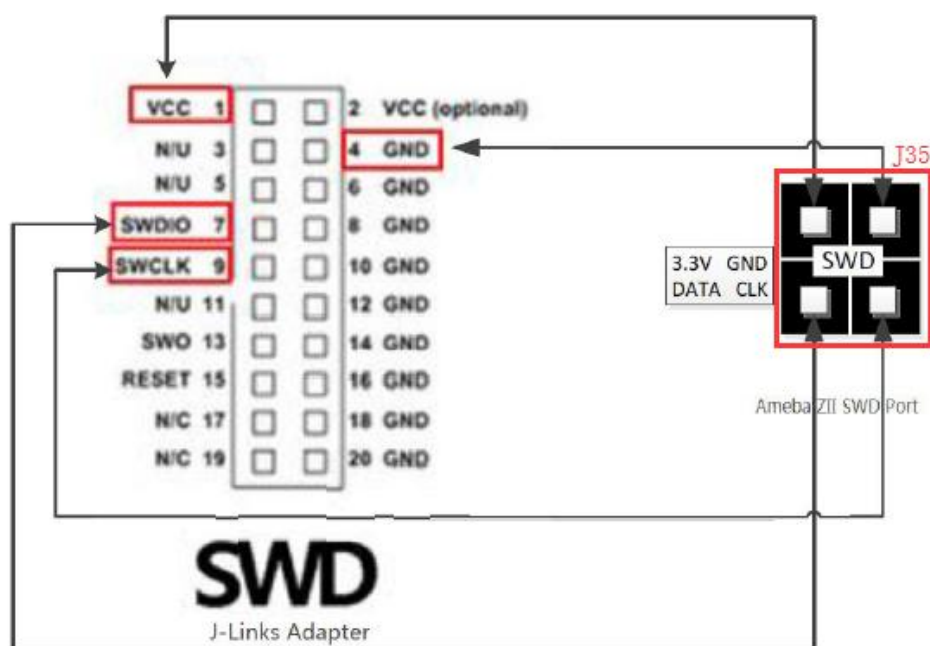 VCC 1 2 VCC (optional)
N/U 3 4 GND
N/U 5 6 GND
SWDIO 7 8 GND
SWCLK 9 10 GND
N/U 11 12 GND
SWO 13 14 GND
RESET 15 16 GND
N/C 17 18 GND
N/C 19 20 GND
J35
SWD
3.3V GND
DATA CLK
Ameba ZII SWD Port
SWD
J-Links Adapter